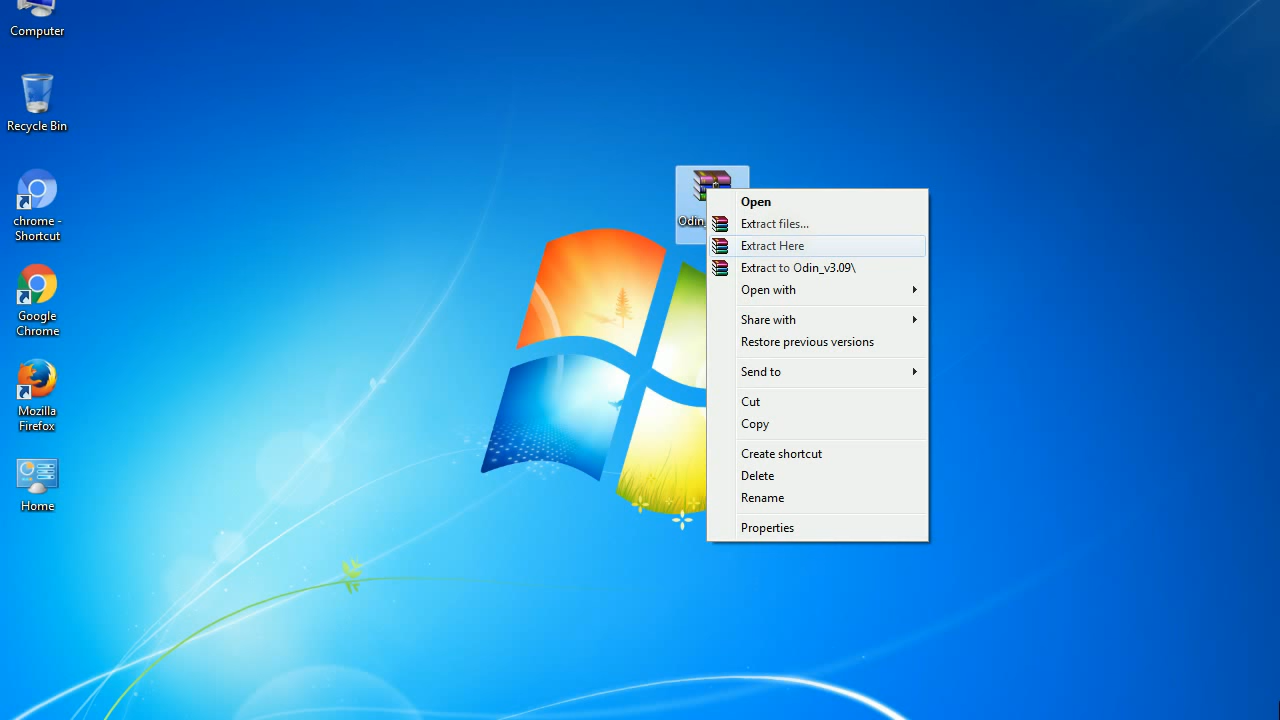 Computer
Recycle Bin
chrome -
Shortcut
Google
Chrome
Mozilla
Firefox
Home
Odin_
Open
Extract files...
Extract Here
Extract to Odin_v3.09\
Open with
Share with
Restore previous versions
Send to
Cut
Copy
Create shortcut
Delete
Rename
Properties